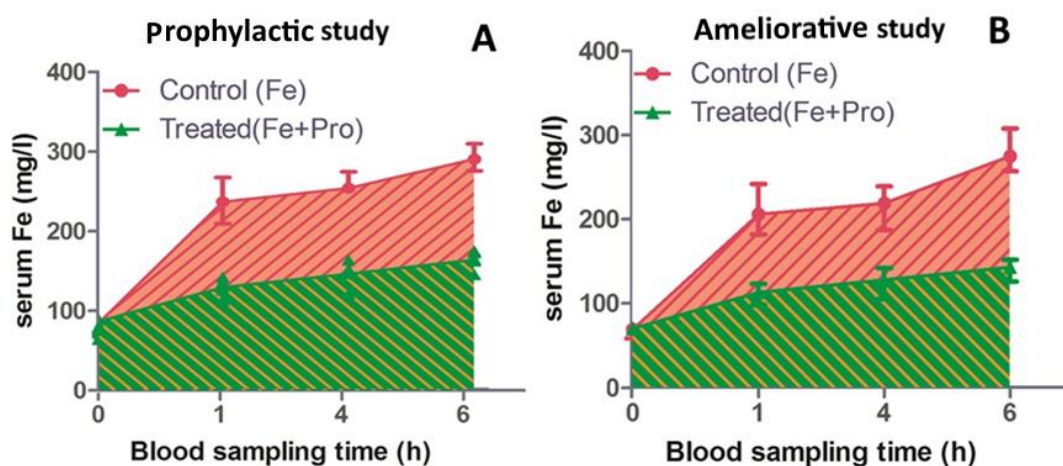 Prophylactic study
A
Control (Fe)
Treated(Fe+Pro)
serum Fe (mg/l)
400
300
200
100
0
0 1 4 6
Blood sampling time (h)
Ameliorative study
B
Control (Fe)
Treated(Fe+Pro)
serum Fe (mg/l)
400
300
200
100
0
0 1 4 6
Blood sampling time (h)